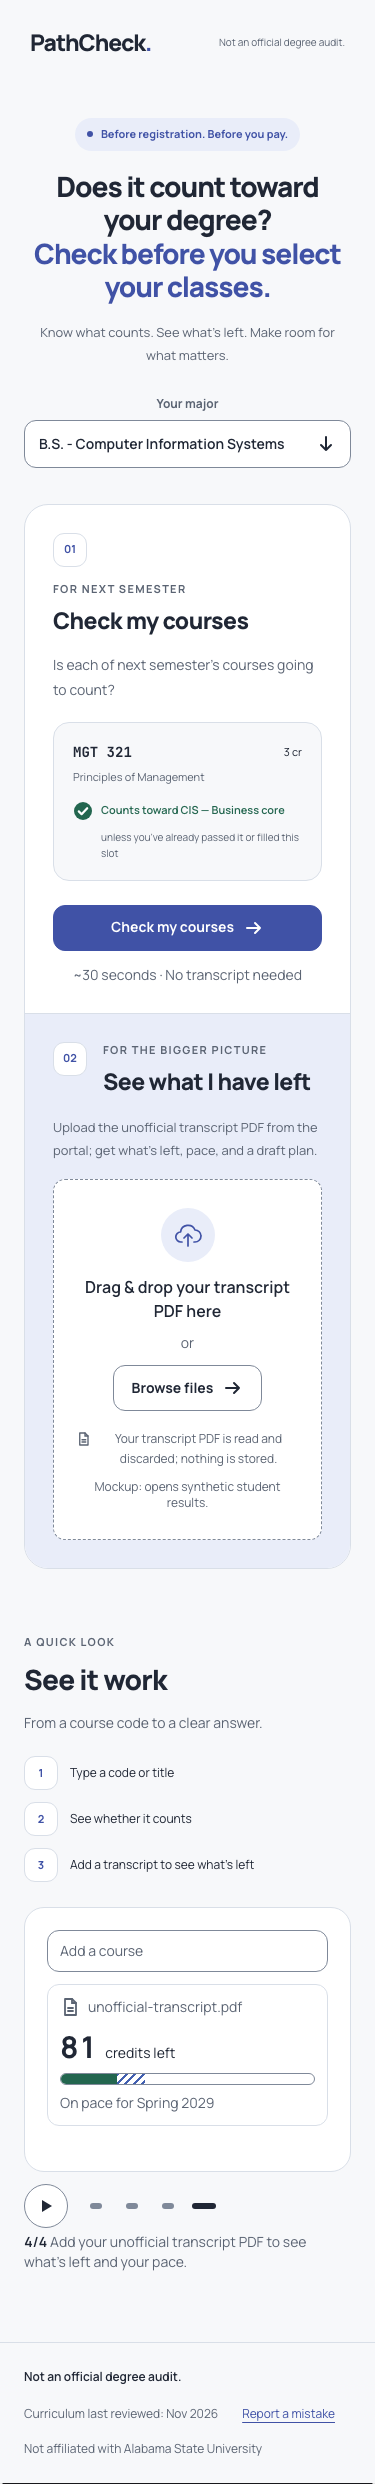 PathCheck.
Not an official degree audit.
Before registration. Before you pay.
Does it count toward
your degree?
Check before you select
your classes.
Know what counts. See what's left. Make room for
what matters.
Your major
B.S. - Computer Information Systems
01
FOR NEXT SEMESTER
Check my courses
Is each of next semester's courses going
to count?
MGT 321
3 cr
Principles of Management
Counts toward CIS — Business core
unless you've already passed it or filled this
slot
Check my courses
~30 seconds · No transcript needed
02
FOR THE BIGGER PICTURE
See what I have left
Upload the unofficial transcript PDF from the
portal; get what's left, pace, and a draft plan.
Drag & drop your transcript
PDF here
or
Browse files
Your transcript PDF is read and
discarded; nothing is stored.
Mockup: opens synthetic student
results.
A QUICK LOOK
See it work
From a course code to a clear answer.
1
Type a code or title
2
See whether it counts
3
Add a transcript to see what's left
Add a course
unofficial-transcript.pdf
81 credits left
On pace for Spring 2029
4/4 Add your unofficial transcript PDF to see
what's left and your pace.
Not an official degree audit.
Curriculum last reviewed: Nov 2026
Report a mistake
Not affiliated with Alabama State University